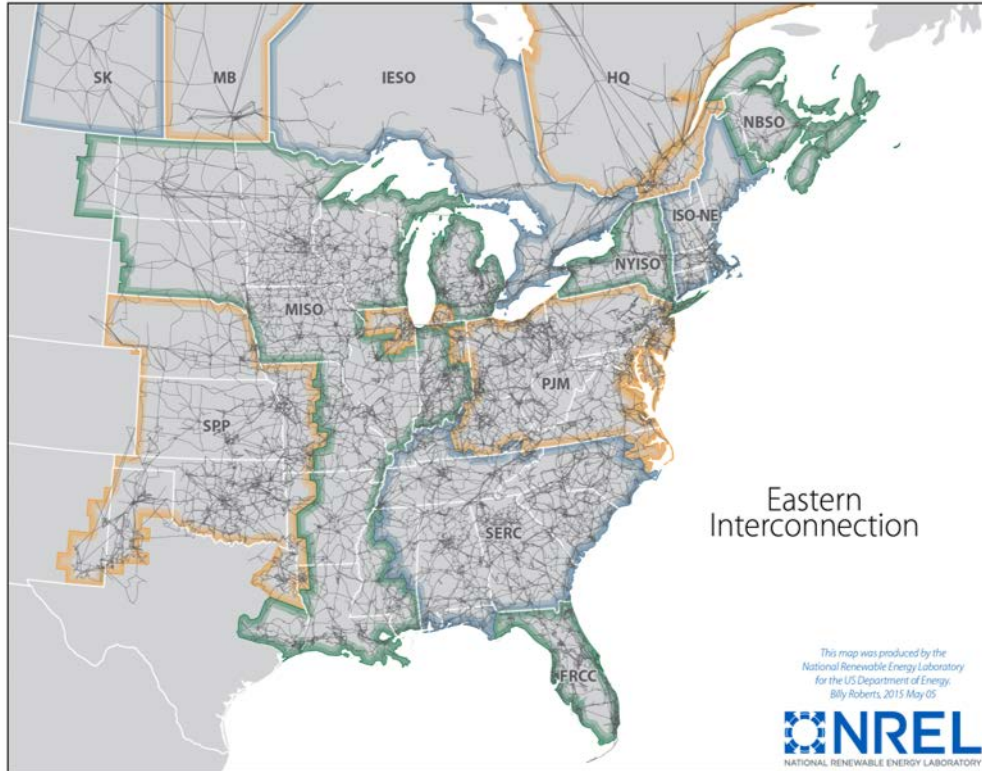 SK
MB
IESO
HQ
NBSO
ISO-NE
NYISO
MISO
PJM
SPP
SERC
FRCC
Eastern
Interconnection
This map was produced by the
National Renewable Energy Laboratory
for the US Department of Energy.
Billy Roberts, 2015 May 05
NREL
NATIONAL RENEWABLE ENERGY LABORATORY